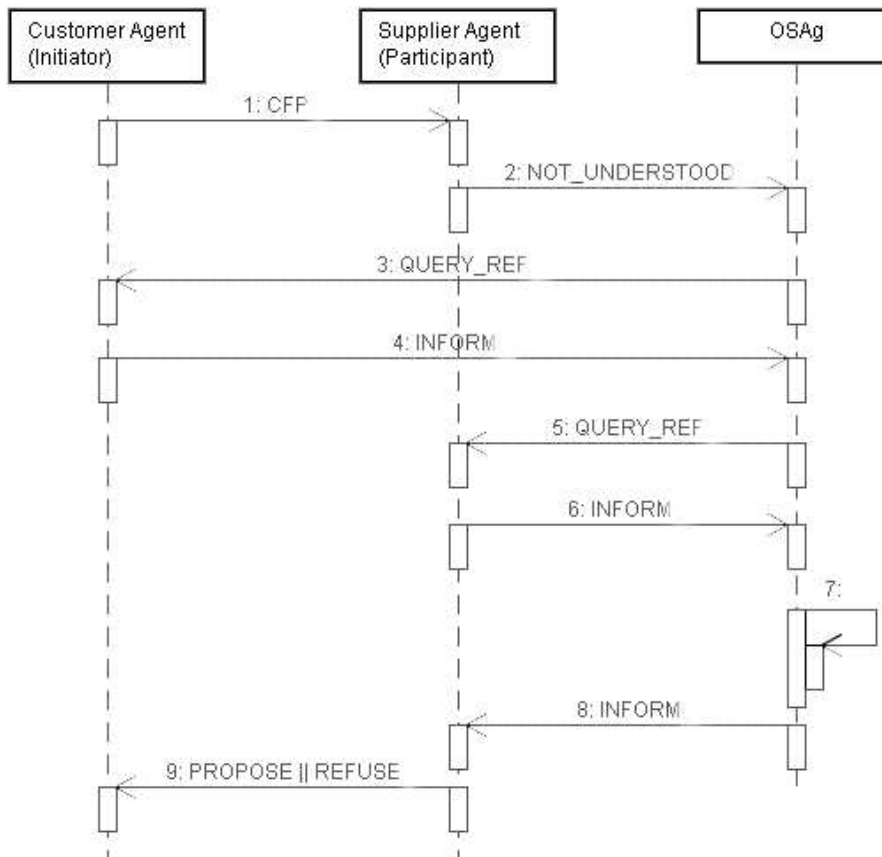 Customer Agent
(Initiator)
Supplier Agent
(Participant)
OSAg
1: CFP
2: NOT_UNDERSTOOD
3: QUERY_REF
4: INFORM
5: QUERY_REF
6: INFORM
7:
8: INFORM
9: PROPOSE || REFUSE